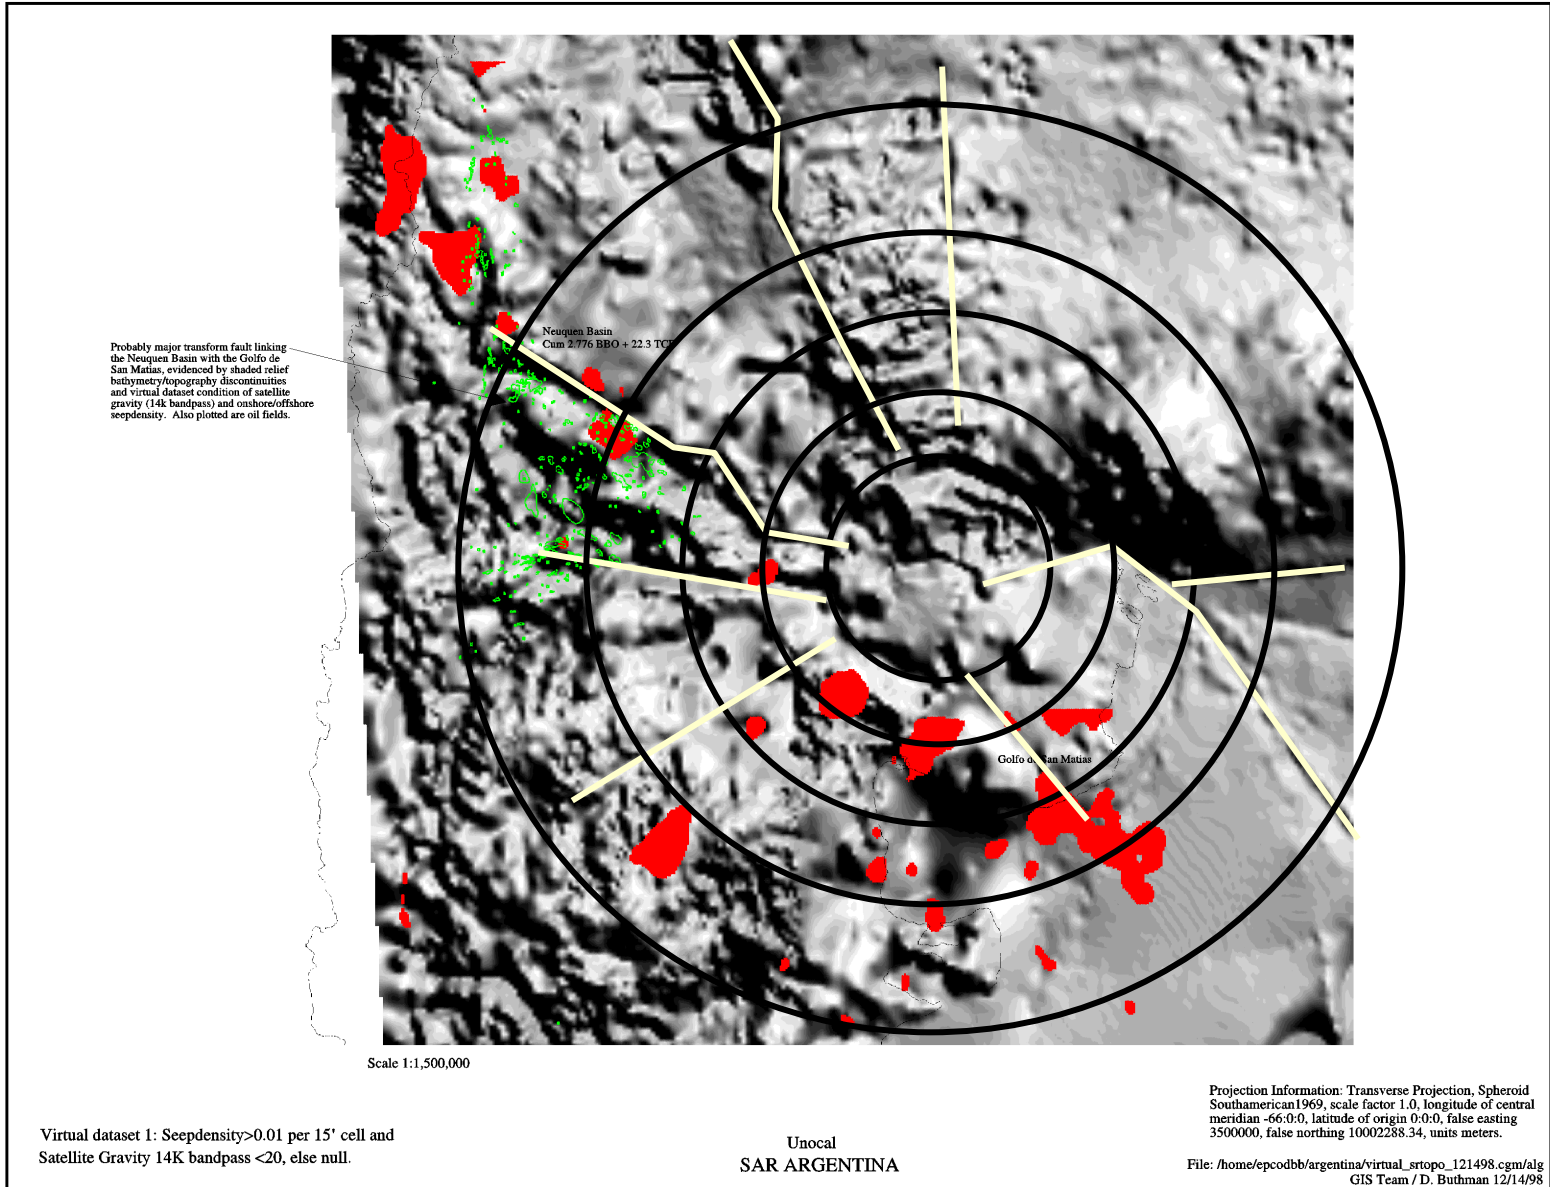 Neuquen Basin
Cum 2.776 BBO + 22.3 TCF
Probably major transform fault linking
the Neuquen Basin with the Golfo de
San Matias, evidenced by shaded relief
bathymetry/topography discontinuities
and virtual dataset condition of satellite
gravity (14k bandpass) and onshore/offshore
seepdensity.  Also plotted are oil fields.
Golfo de San Matias
Scale 1:1,500,000
Projection Information: Transverse Projection, Spheroid
Southamerican1969, scale factor 1.0, longitude of central
meridian -66:0:0, latitude of origin 0:0:0, false easting
3500000, false northing 10002288.34, units meters.
Virtual dataset 1: Seepdensity>0.01 per 15' cell and
Satellite Gravity 14K bandpass <20, else null.
Unocal
SAR ARGENTINA
File: /home/epcodbb/argentina/virtual_srtopo_121498.cgm/alg
GIS Team / D. Buthman 12/14/98